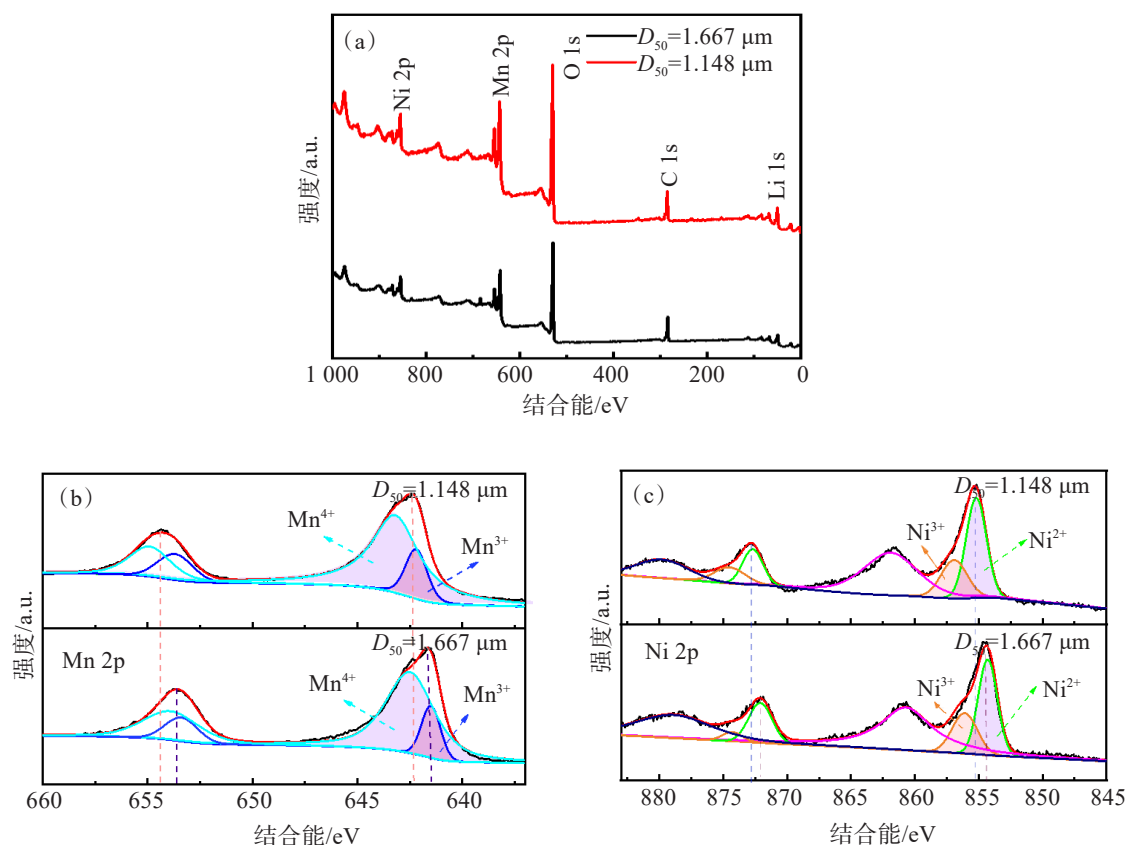 (a)
D50=1.667 μm
D50=1.148 μm
Ni 2p
Mn 2p
O 1s
C 1s
Li 1s
强度/a.u.
1 000 800 600 400 200 0
结合能/eV
(b)
D50=1.148 μm
Mn4+
Mn3+
Mn 2p
D50=1.667 μm
Mn4+
Mn3+
强度/a.u.
660 655 650 645 640
结合能/eV
(c)
D50=1.148 μm
Ni3+
Ni2+
Ni 2p
D50=1.667 μm
Ni3+
Ni2+
强度/a.u.
880 875 870 865 860 855 850 845
结合能/eV